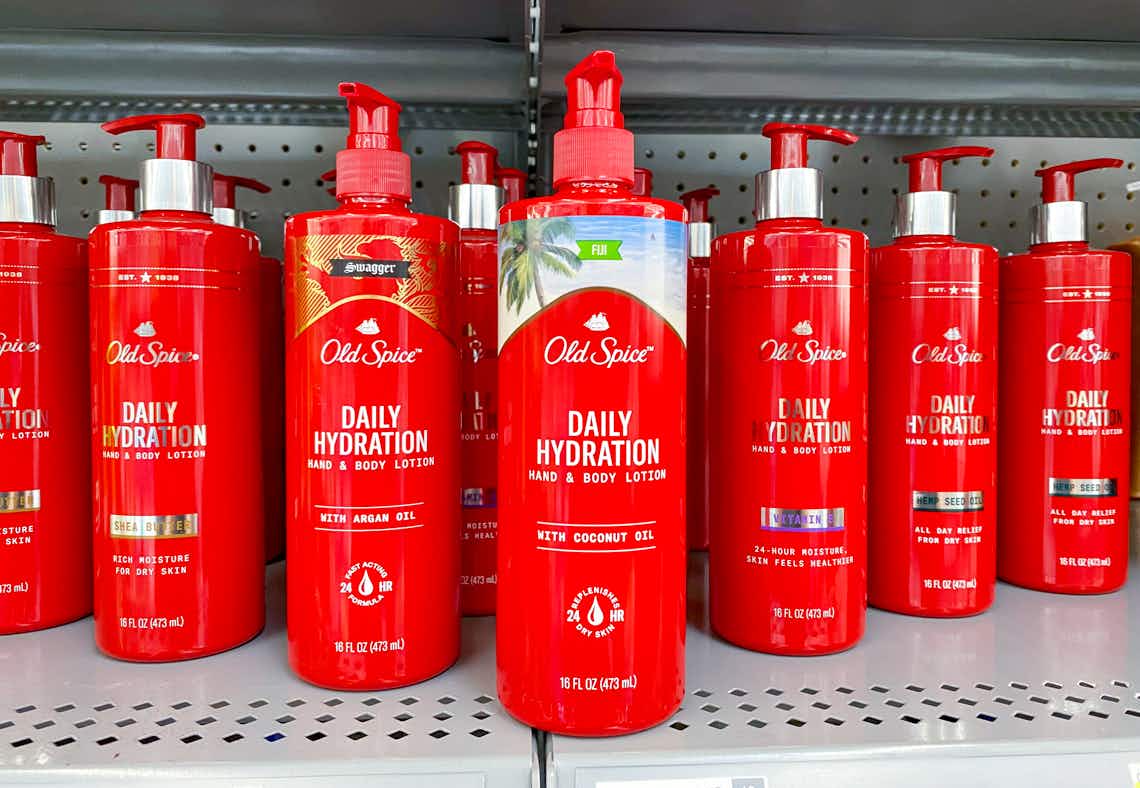 EST. 1938
Old Spice
DAILY
HYDRATION
HAND & BODY LOTION
SHEA BUTTER
RICH MOISTURE
FOR DRY SKIN
16 FL OZ (473 mL)
Swagger
Old Spice™
DAILY
HYDRATION
HAND & BODY LOTION
WITH ARGAN OIL
FAST ACTING
24 HR
FORMULA
16 FL OZ (473 mL)
FIJI
Old Spice™
DAILY
HYDRATION
HAND & BODY LOTION
WITH COCONUT OIL
REPLENISHES
24 HR
DRY SKIN
16 FL OZ (473 mL)
EST. 1938
Old Spice
DAILY
HYDRATION
HAND & BODY LOTION
VITAMIN E
24-HOUR MOISTURE,
SKIN FEELS HEALTHIER
16 FL OZ (473 mL)
EST. 1938
Old Spice
DAILY
HYDRATION
HAND & BODY LOTION
HEMP SEED OIL
ALL DAY RELIEF
FROM DRY SKIN
16 FL OZ (473 mL)
EST. 1938
Old Spice
DAILY
HYDRATION
HAND & BODY LOTION
HEMP SEED OIL
ALL DAY RELIEF
FROM DRY SKIN
16 FL OZ (473 mL)